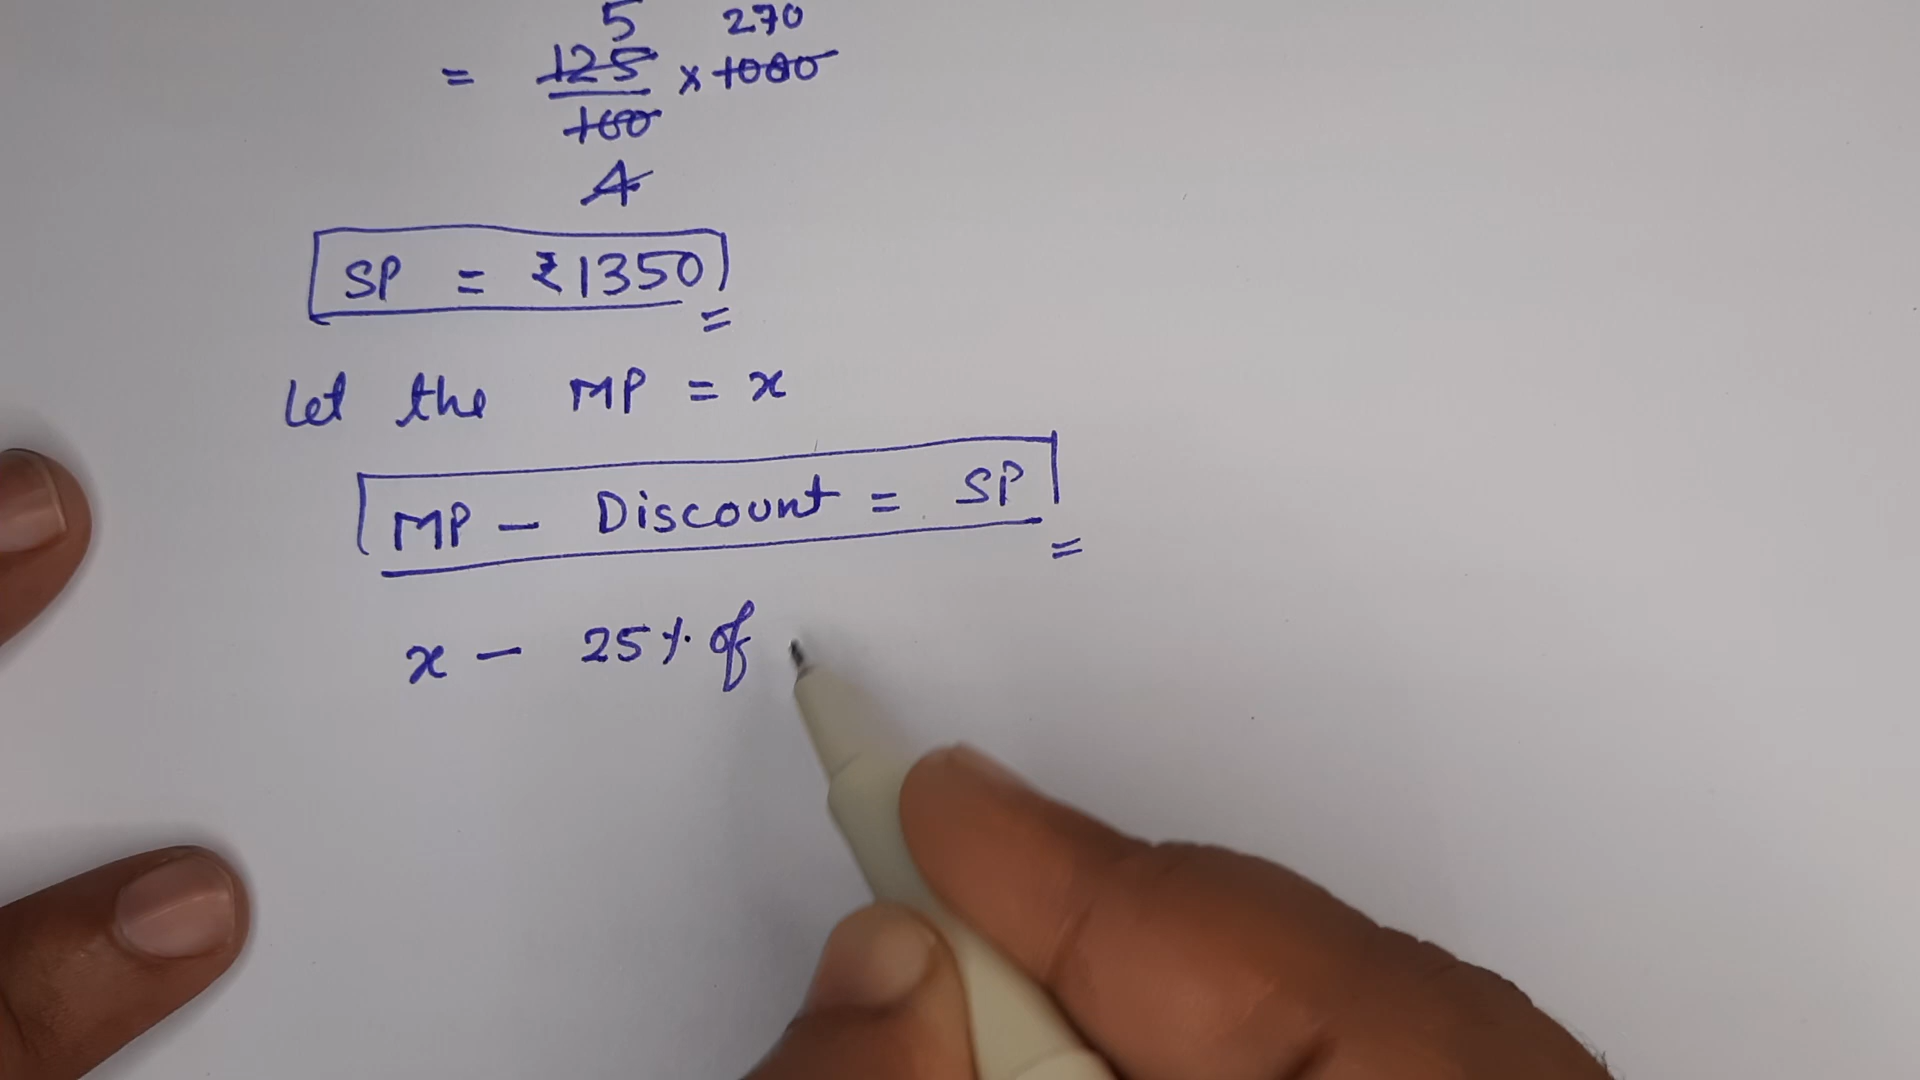 5 270
= 125 × 1080
100
4
SP = ₹1350
Let the MP = x
MP - Discount = SP
x - 25% of